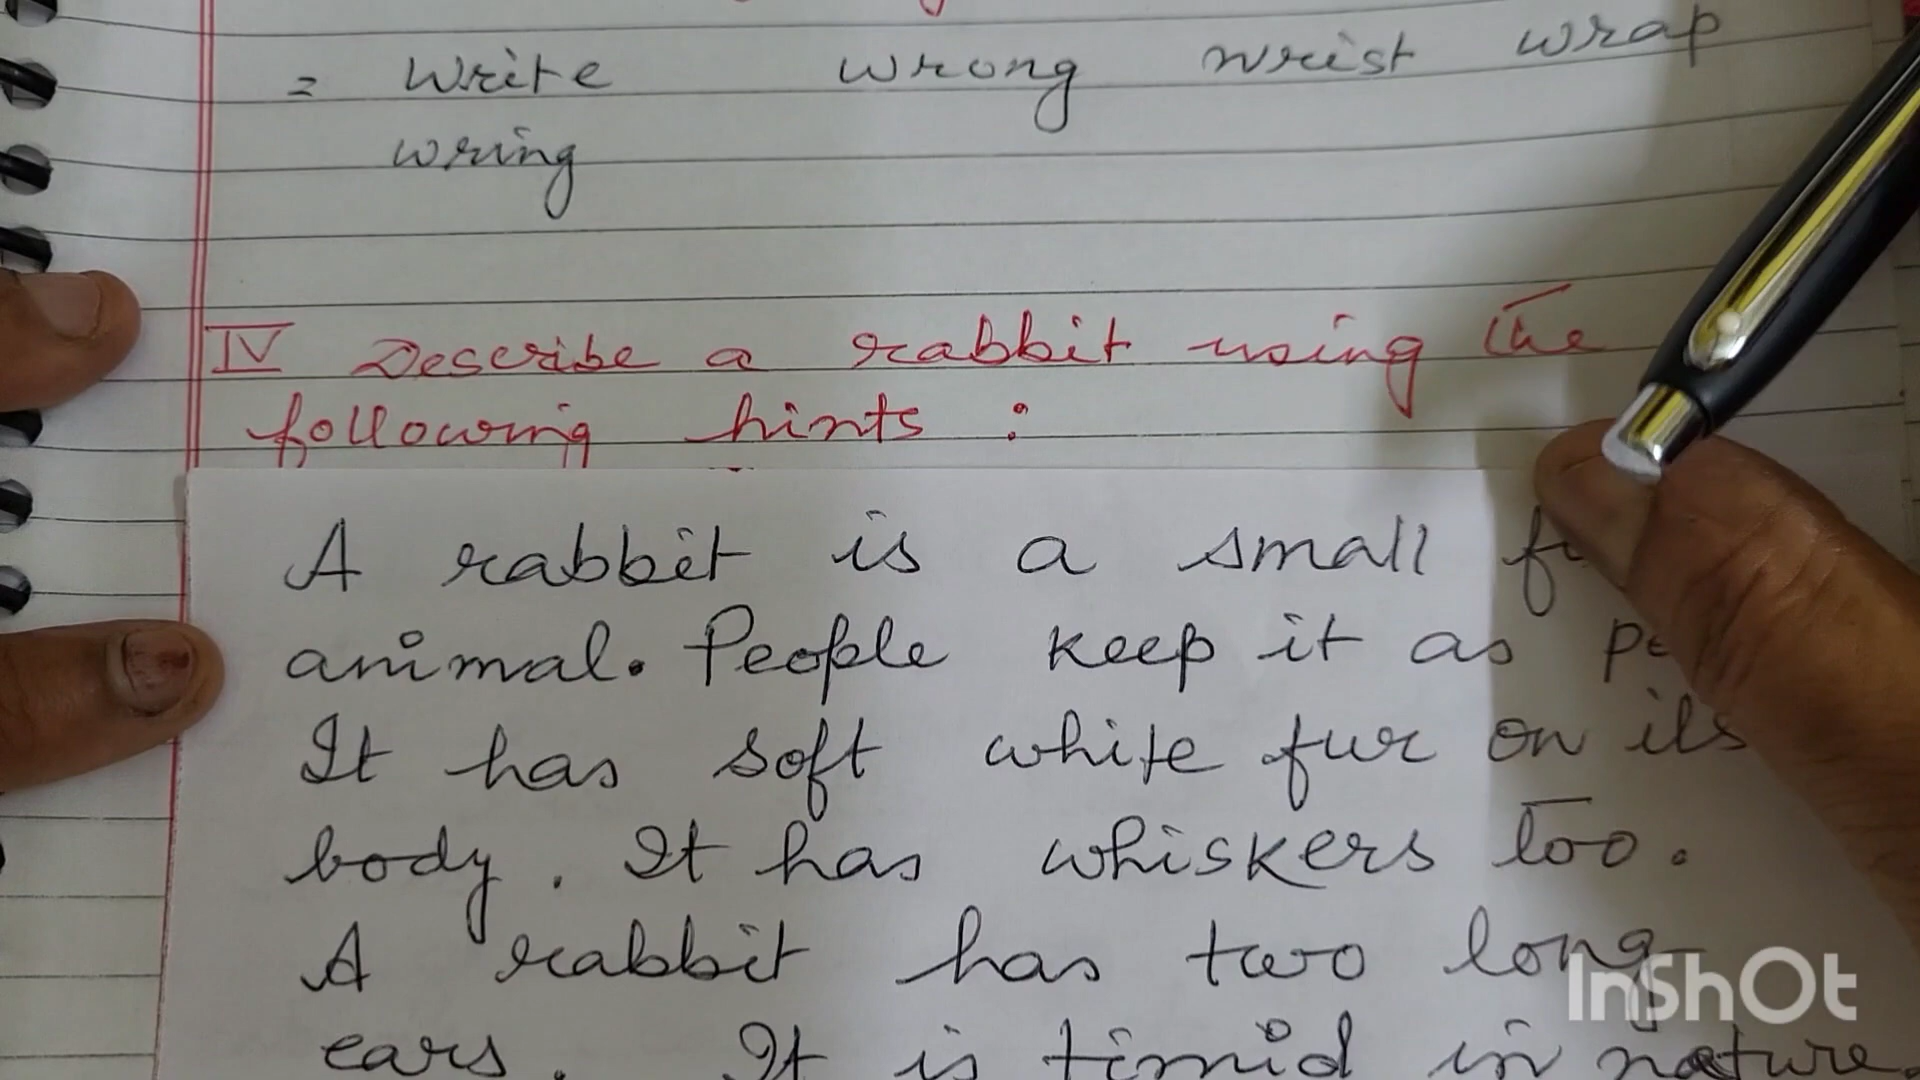 = Write wrong wrist wrap
wring
IV Describe a rabbit using the
following hints :
A rabbit is a small
animal. People keep it as
It has soft white fur on its
body. It has whiskers too.
A rabbit has two long
ears. It is timid in nature.
InShOt